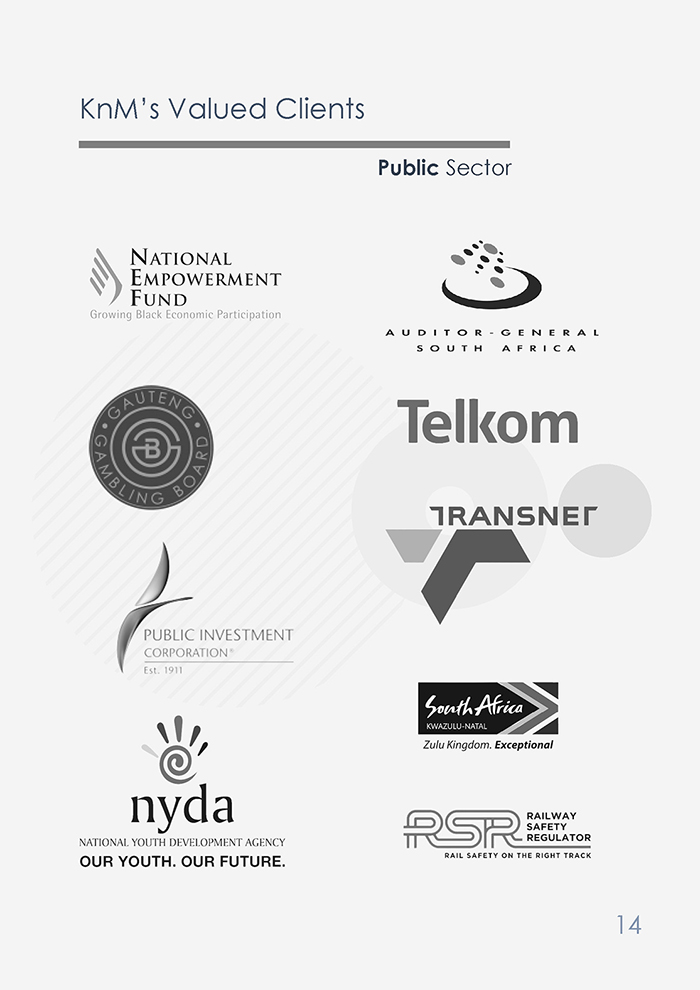 KnM's Valued Clients
Public Sector
NATIONAL
EMPOWERMENT
FUND
Growing Black Economic Participation
AUDITOR-GENERAL
SOUTH AFRICA
• GAUTENG •
GAMBLING BOARD
GB
Telkom
TRANSNET
PUBLIC INVESTMENT
CORPORATION®
Est. 1911
South Africa
KWAZULU-NATAL
Zulu Kingdom. Exceptional
nyda
NATIONAL YOUTH DEVELOPMENT AGENCY
OUR YOUTH. OUR FUTURE.
RSR
RAILWAY
SAFETY
REGULATOR
RAIL SAFETY ON THE RIGHT TRACK
14